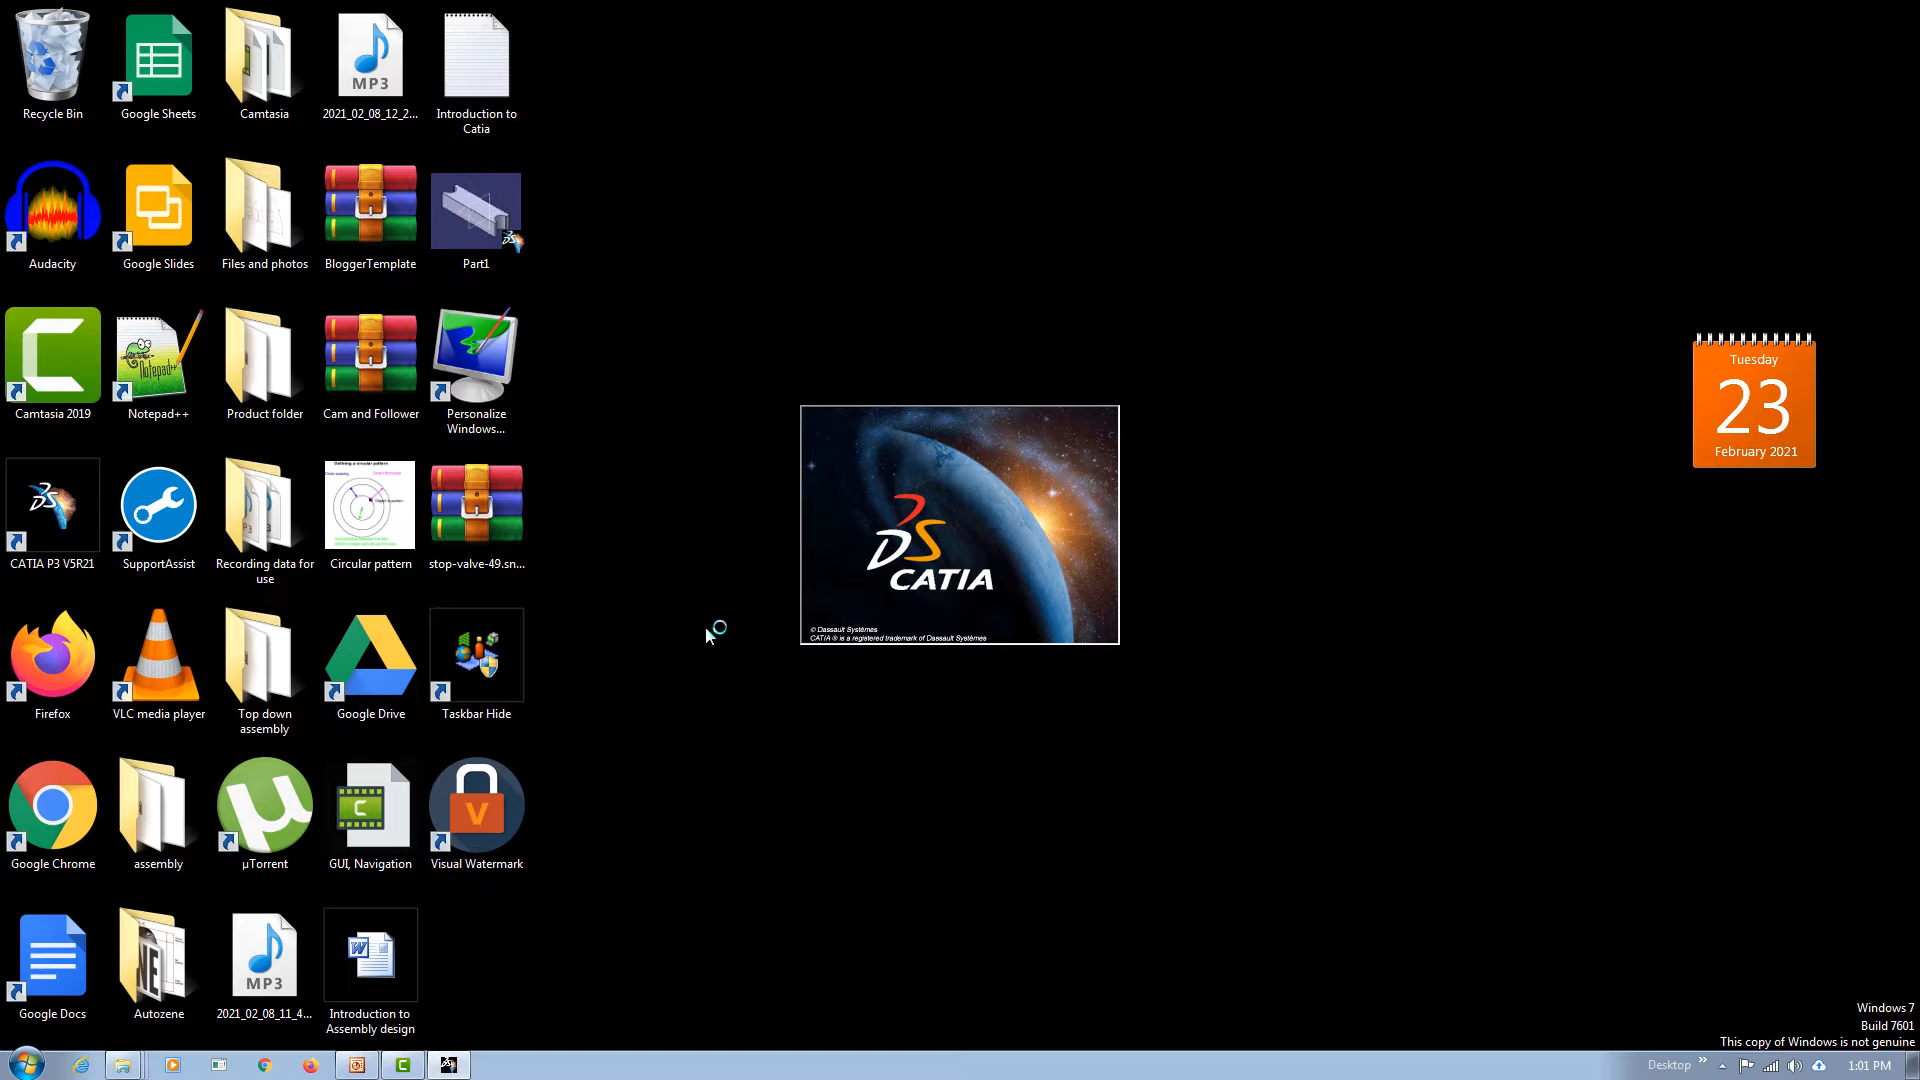 Recycle Bin
Google Sheets
Camtasia
MP3
2021_02_08_12_2...
Introduction to
Catia
Audacity
Google Slides
Files and photos
BloggerTemplate
Part1
Camtasia 2019
Notepad++
Notepad++
Product folder
Cam and Follower
Personalize
Windows...
CATIA P3 V5R21
SupportAssist
Recording data for
use
Circular pattern
stop-valve-49.sn...
Firefox
VLC media player
Top down
assembly
Google Drive
Taskbar Hide
Google Chrome
assembly
µTorrent
GUI, Navigation
Visual Watermark
Google Docs
Autozene
MP3
2021_02_08_11_4...
Introduction to
Assembly design
CATIA
© Dassault Systèmes
CATIA ® is a registered trademark of Dassault Systèmes
Tuesday
23
February 2021
Windows 7
Build 7601
This copy of Windows is not genuine
Desktop
1:01 PM